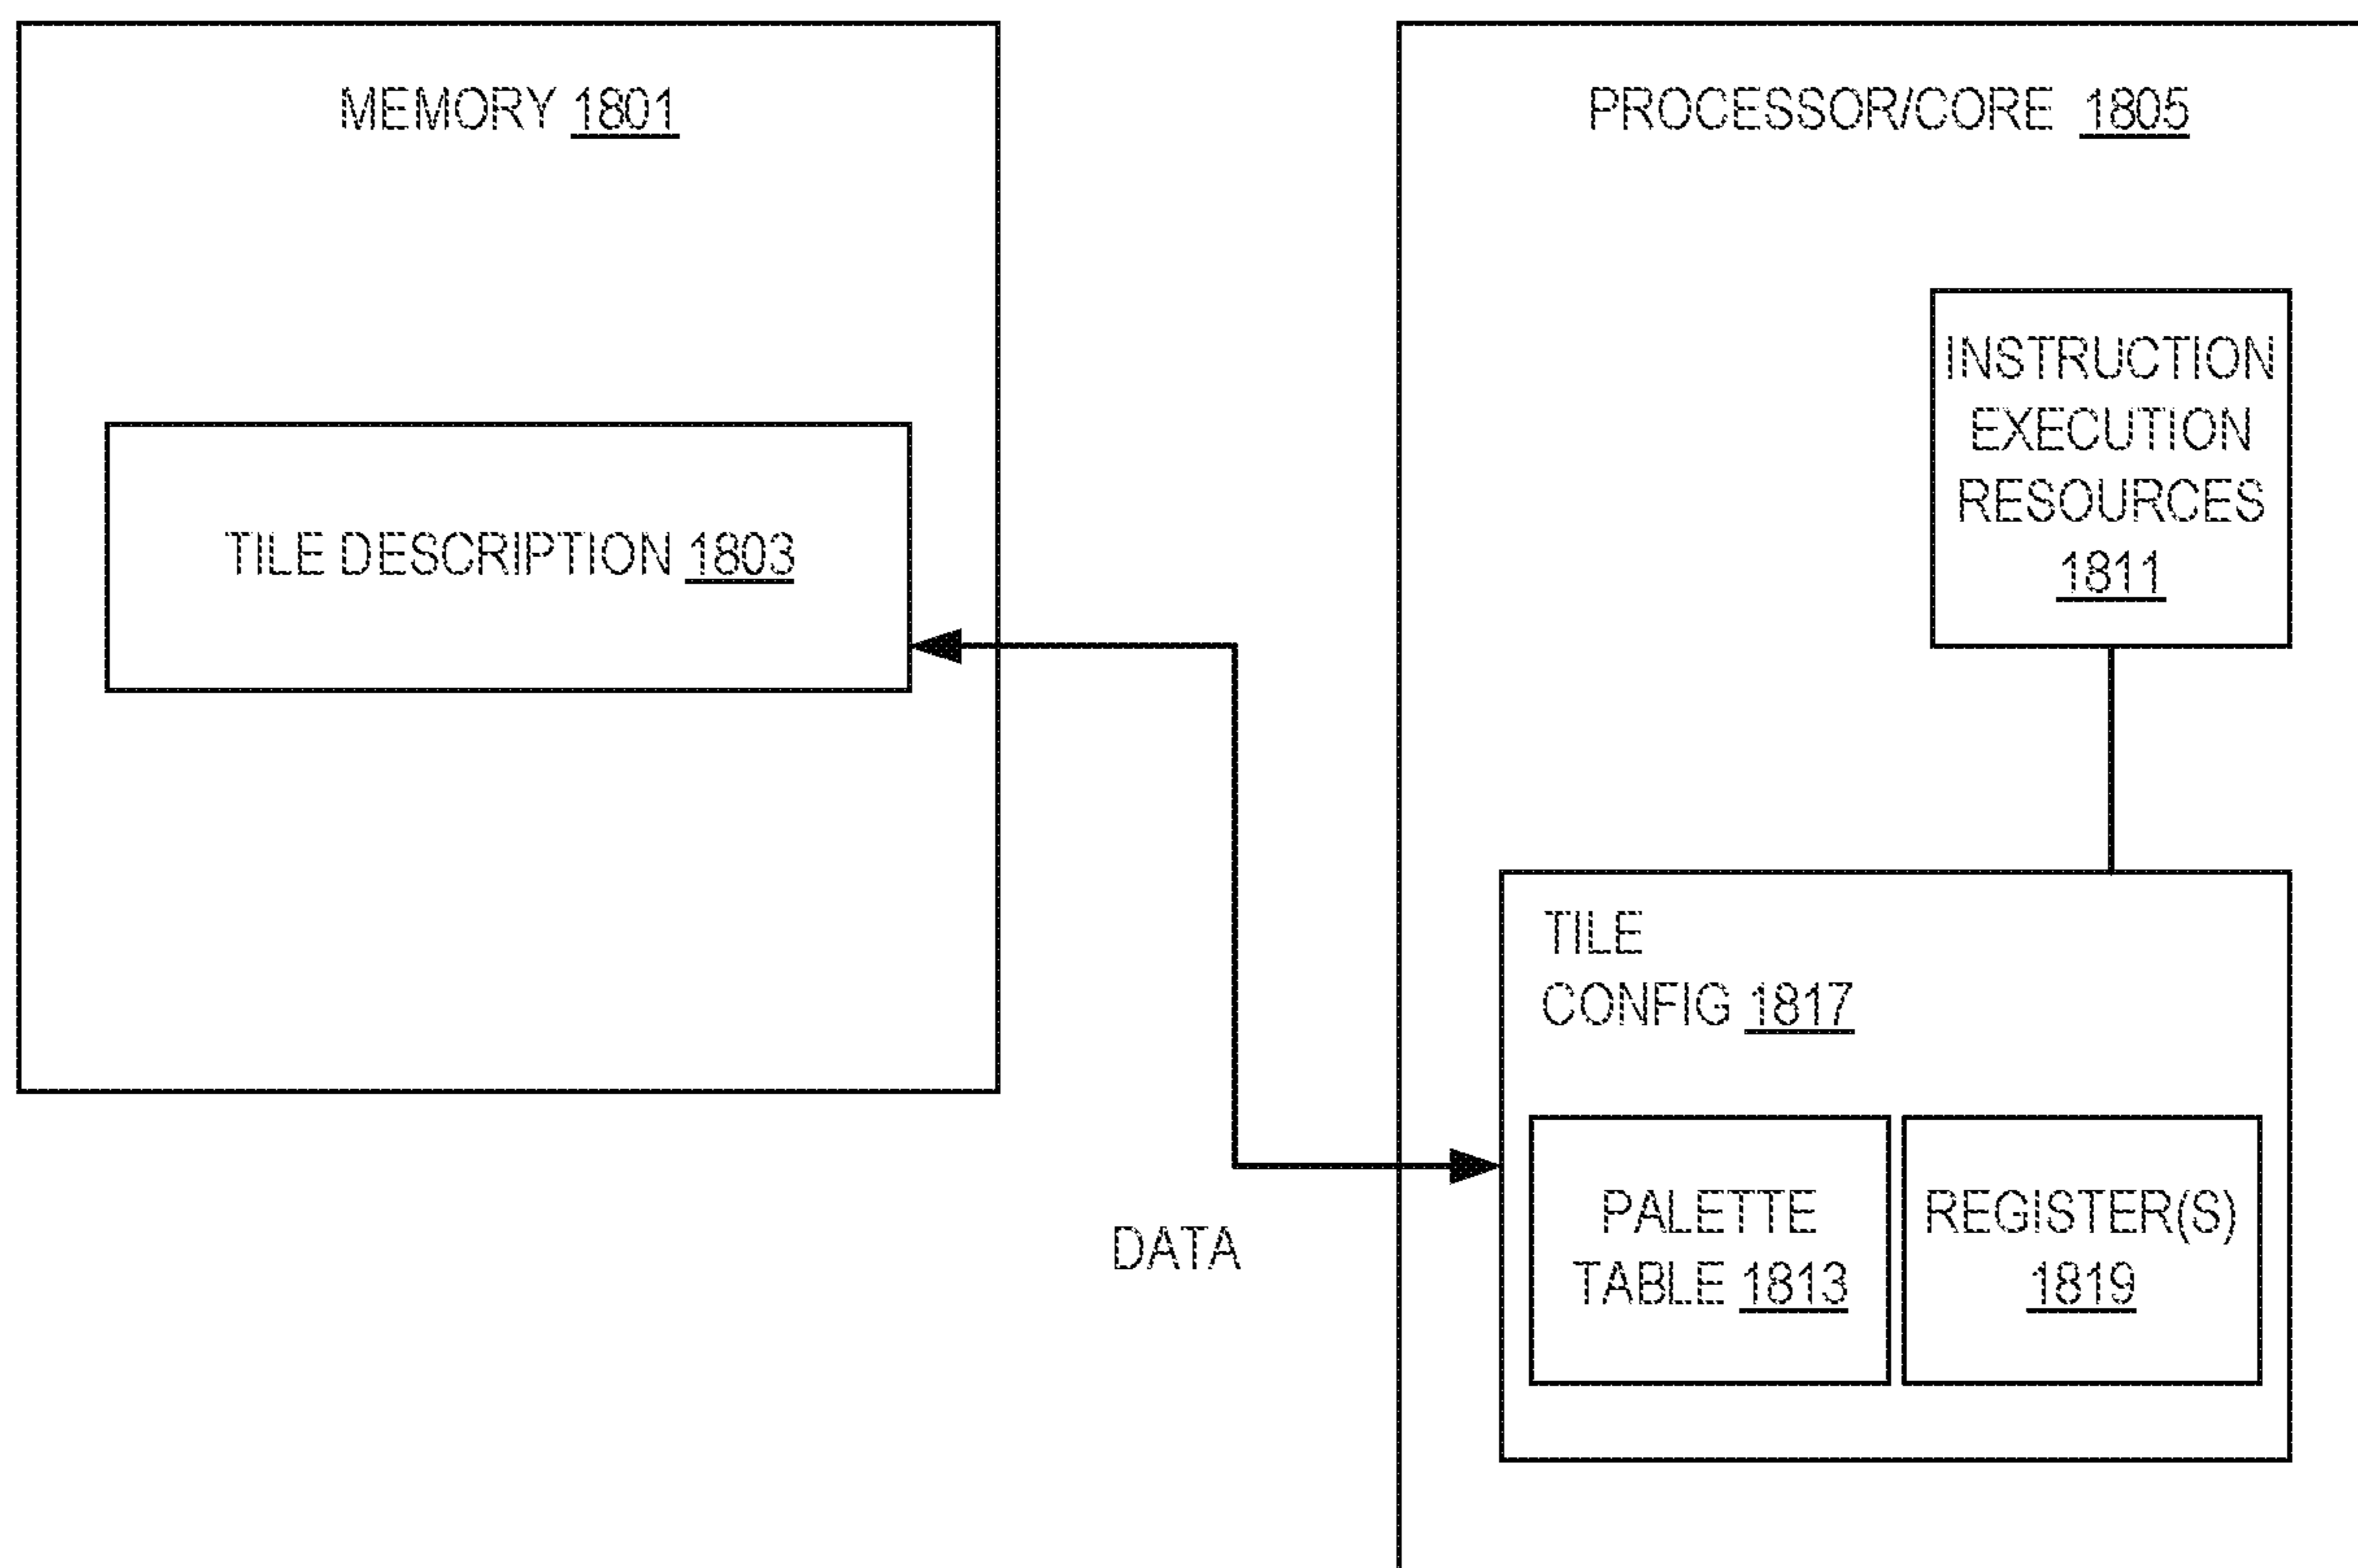 MEMORY 1801
PROCESSOR/CORE 1805
INSTRUCTION
EXECUTION
RESOURCES
1811
TILE DESCRIPTION 1803
TILE
CONFIG 1817
PALETTE
TABLE 1813
REGISTER(S)
1819
DATA